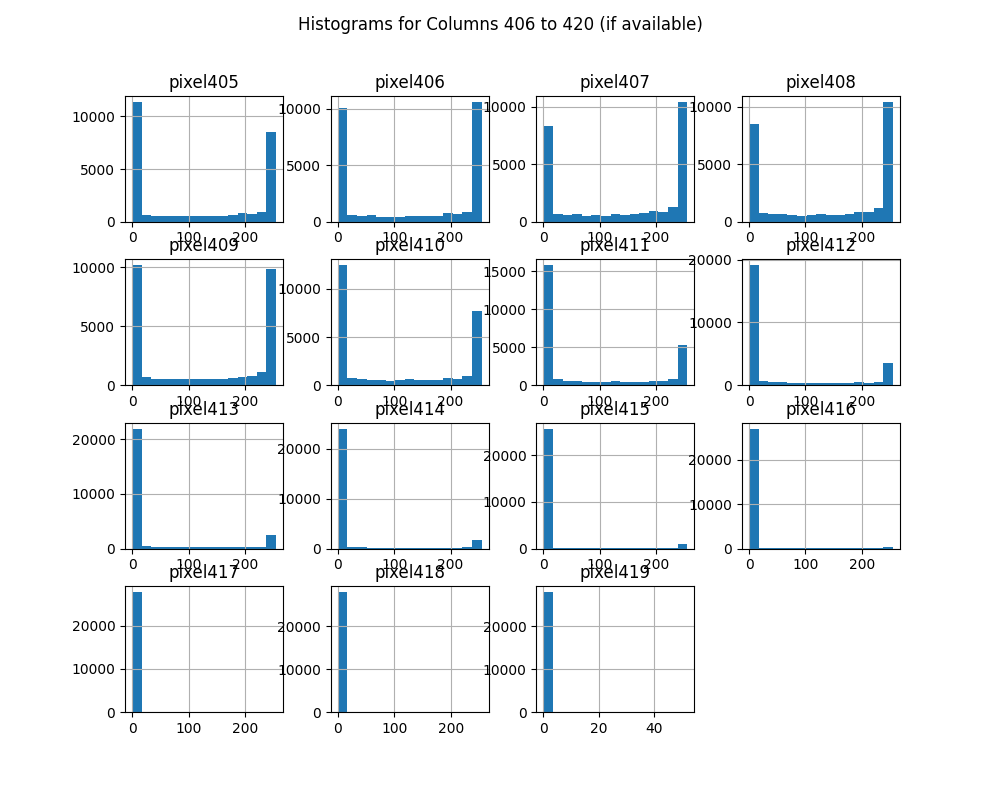 Histograms for Columns 406 to 420 (if available)
pixel405 pixel406 pixel407 pixel408
10000 10000 10000 10000
5000 5000 5000 5000
0 0 0 0
0 100 200 0 100 200 0 100 200 0 100 200
pixel409 pixel410 pixel411 pixel412
10000 10000 15000 20000
5000 5000 10000 10000
0 0 5000 0
0
0 100 200 0 100 200 0 100 200 0 100 200
pixel413 pixel414 pixel415 pixel416
20000 20000 20000 20000
10000 10000 10000 10000
0 0 0 0
0 100 200 0 100 200 0 100 200 0 100 200
pixel417 pixel418 pixel419
20000 20000 20000
10000 10000 10000
0 0 0
0 100 200 0 100 200 0 20 40